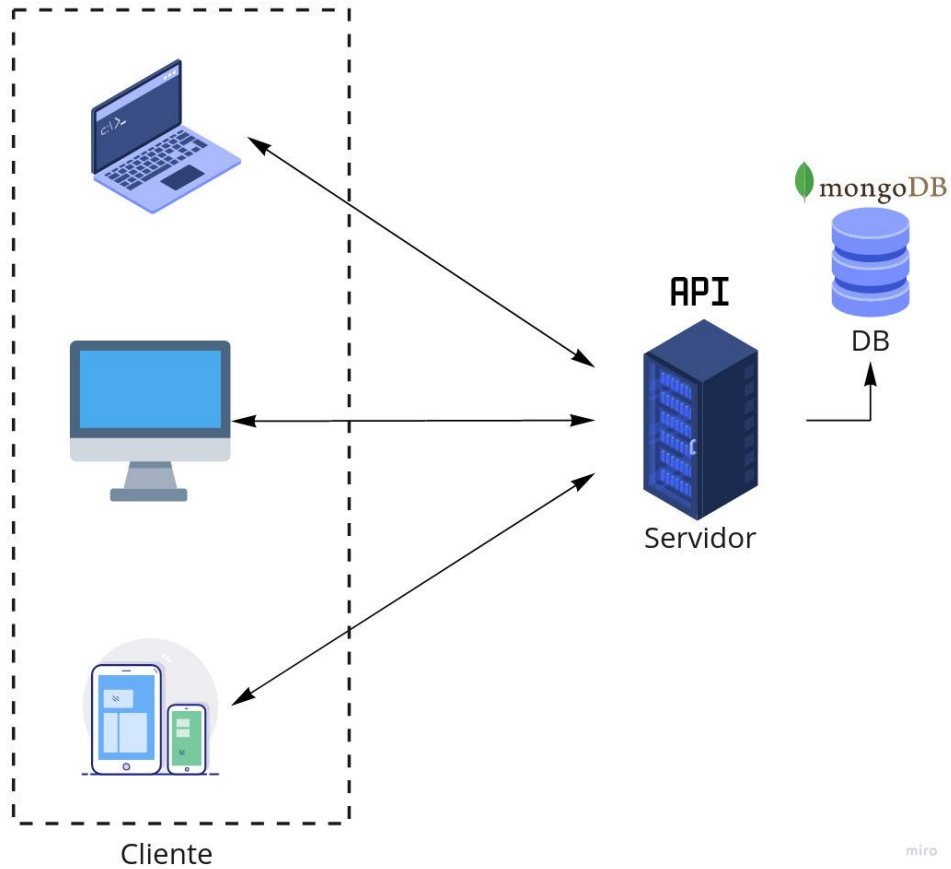 C:\>_
mongoDB
API
DB
Servidor
Cliente
miro